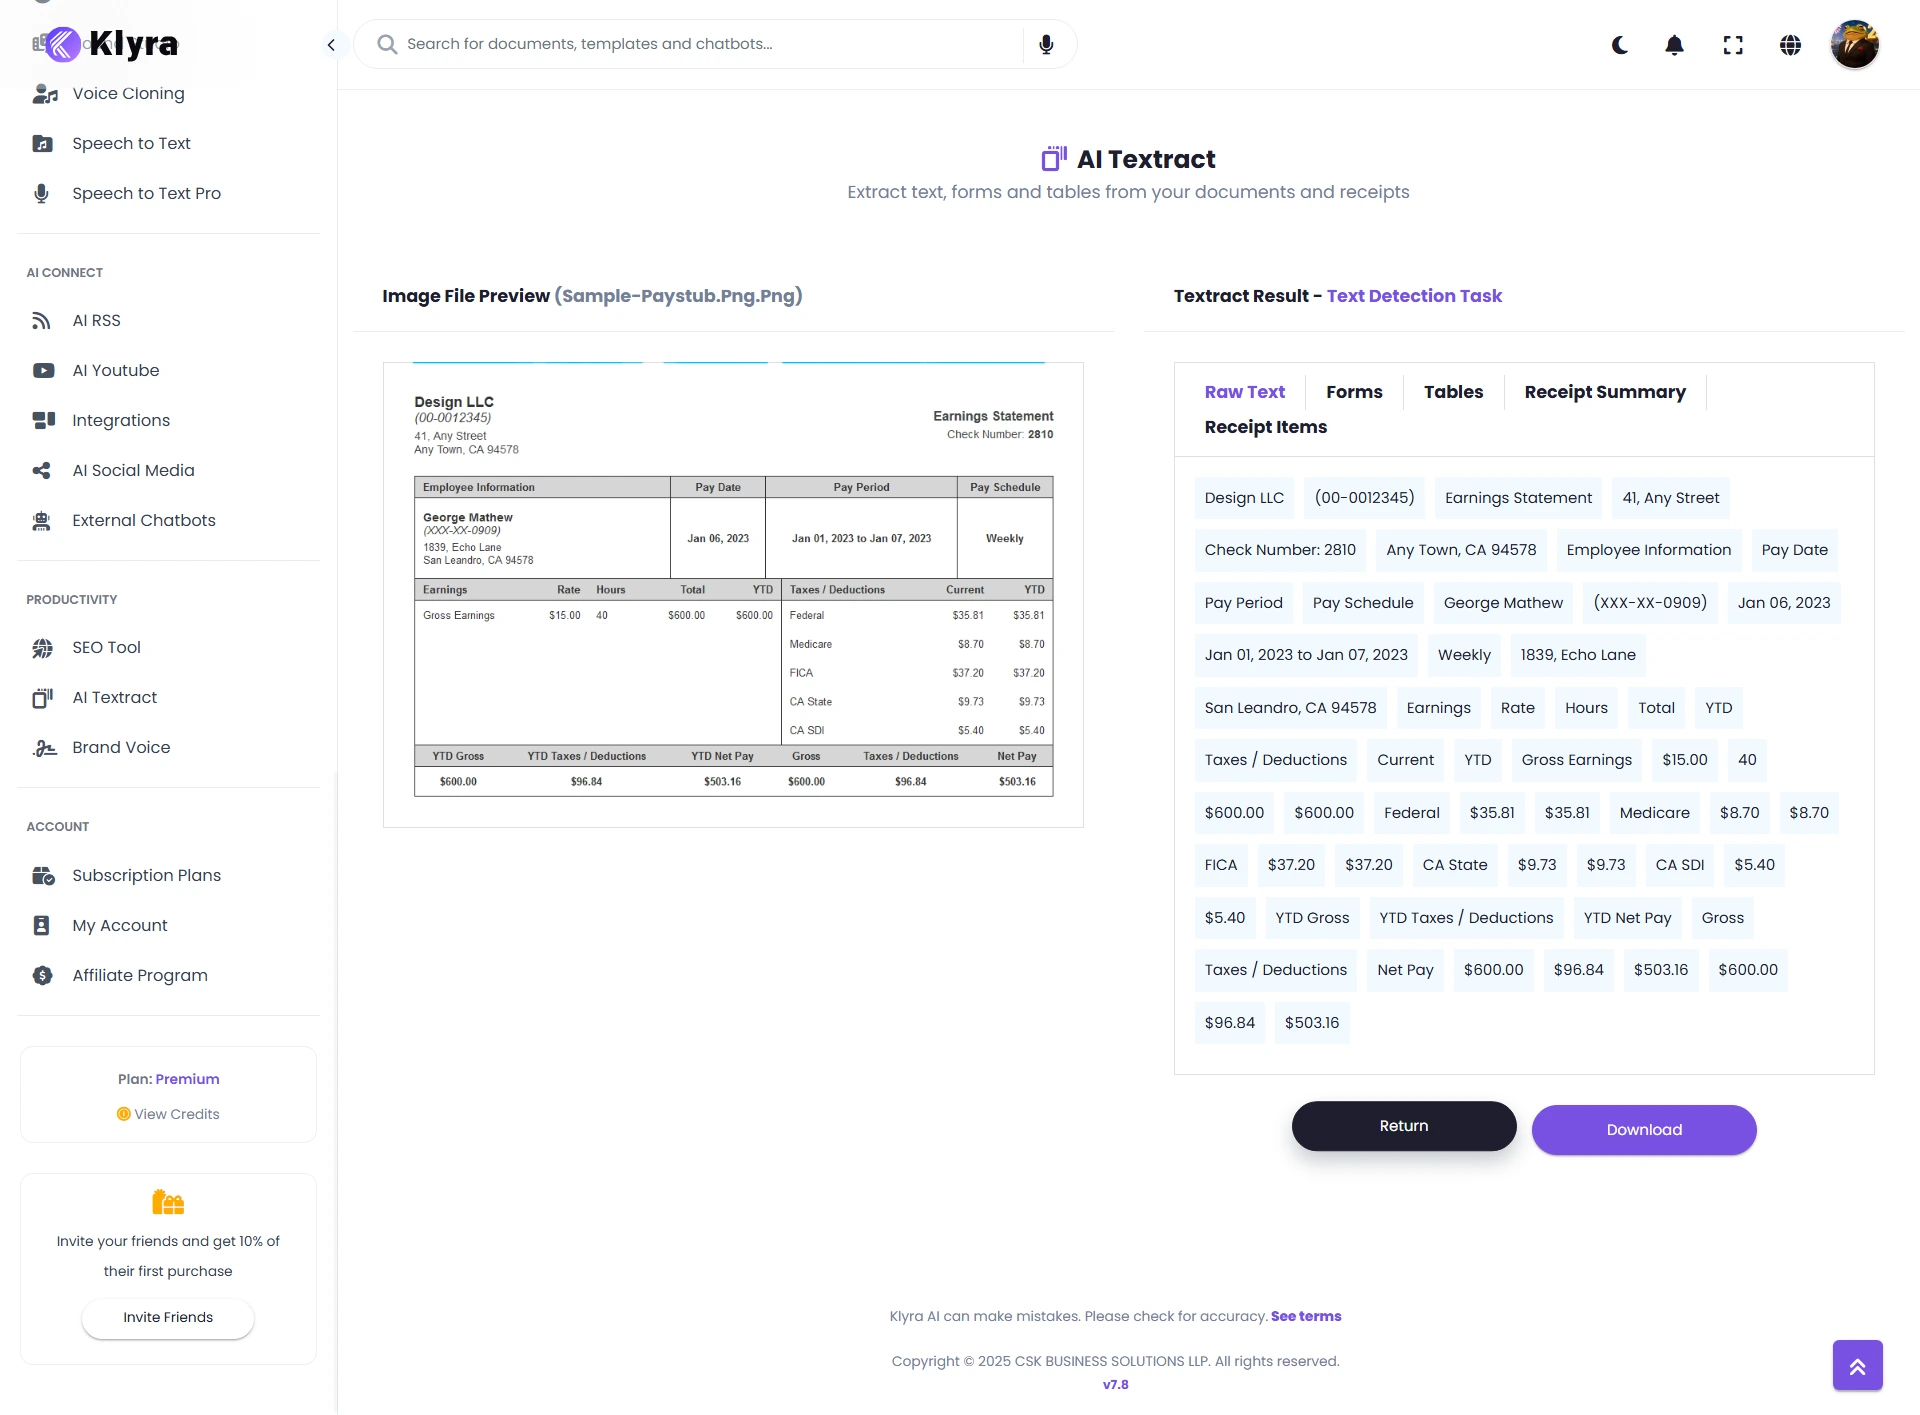 Klyra
Search for documents, templates and chatbots...
Voice Cloning
Speech to Text
Speech to Text Pro
AI CONNECT
AI RSS
AI Youtube
Integrations
AI Social Media
External Chatbots
PRODUCTIVITY
SEO Tool
AI Textract
Brand Voice
ACCOUNT
Subscription Plans
My Account
Affiliate Program
Plan: Premium
View Credits
Invite your friends and get 10% of
their first purchase
Invite Friends
AI Textract
Extract text, forms and tables from your documents and receipts
Image File Preview (Sample-Paystub.Png.Png)
Design LLC
(00-0012345)
41, Any Street
Any Town, CA 94578
Earnings Statement
Check Number: 2810
Employee Information Pay Date Pay Period Pay Schedule
George Mathew
(XXX-XX-0909)
1839, Echo Lane
San Leandro, CA 94578
Jan 06, 2023 Jan 01, 2023 to Jan 07, 2023 Weekly
Earnings Rate Hours Total YTD Taxes / Deductions Current YTD
Gross Earnings $15.00 40 $600.00 $600.00 Federal $35.81 $35.81
Medicare $8.70 $8.70
FICA $37.20 $37.20
CA State $9.73 $9.73
CA SDI $5.40 $5.40
YTD Gross YTD Taxes / Deductions YTD Net Pay Gross Taxes / Deductions Net Pay
$600.00 $96.84 $503.16 $600.00 $96.84 $503.16
Textract Result - Text Detection Task
Raw Text Forms Tables Receipt Summary
Receipt Items
Design LLC (00-0012345) Earnings Statement 41, Any Street
Check Number: 2810 Any Town, CA 94578 Employee Information Pay Date
Pay Period Pay Schedule George Mathew (XXX-XX-0909) Jan 06, 2023
Jan 01, 2023 to Jan 07, 2023 Weekly 1839, Echo Lane
San Leandro, CA 94578 Earnings Rate Hours Total YTD
Taxes / Deductions Current YTD Gross Earnings $15.00 40
$600.00 $600.00 Federal $35.81 $35.81 Medicare $8.70 $8.70
FICA $37.20 $37.20 CA State $9.73 $9.73 CA SDI $5.40
$5.40 YTD Gross YTD Taxes / Deductions YTD Net Pay Gross
Taxes / Deductions Net Pay $600.00 $96.84 $503.16 $600.00
$96.84 $503.16
Return Download
Klyra AI can make mistakes. Please check for accuracy. See terms
Copyright © 2025 CSK BUSINESS SOLUTIONS LLP. All rights reserved.
v7.8